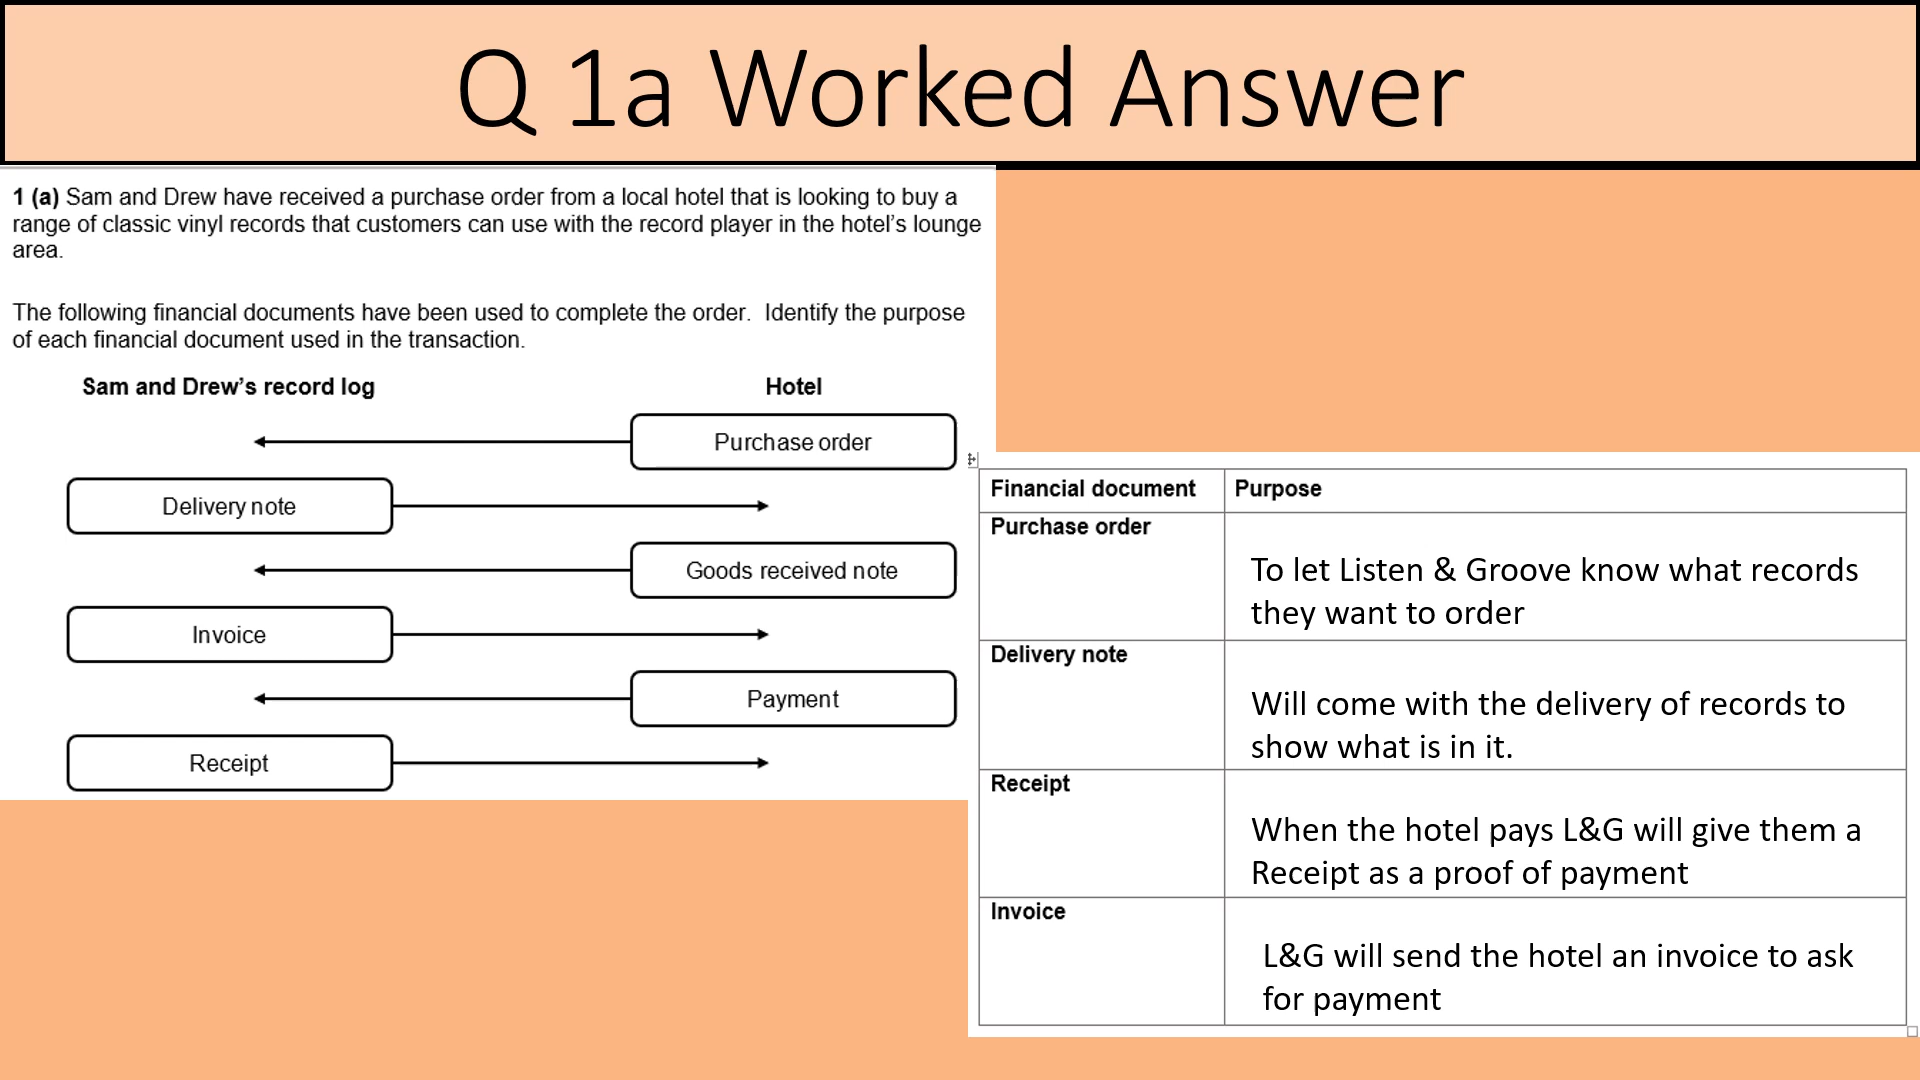 Q 1a Worked Answer
1 (a) Sam and Drew have received a purchase order from a local hotel that is looking to buy a
range of classic vinyl records that customers can use with the record player in the hotel's lounge
area.
The following financial documents have been used to complete the order.  Identify the purpose
of each financial document used in the transaction.
Sam and Drew's record log
Hotel
Purchase order
Delivery note
Goods received note
Invoice
Payment
Receipt
Financial document
Purpose
Purchase order
To let Listen & Groove know what records
they want to order
Delivery note
Will come with the delivery of records to
show what is in it.
Receipt
When the hotel pays L&G will give them a
Receipt as a proof of payment
Invoice
L&G will send the hotel an invoice to ask
for payment